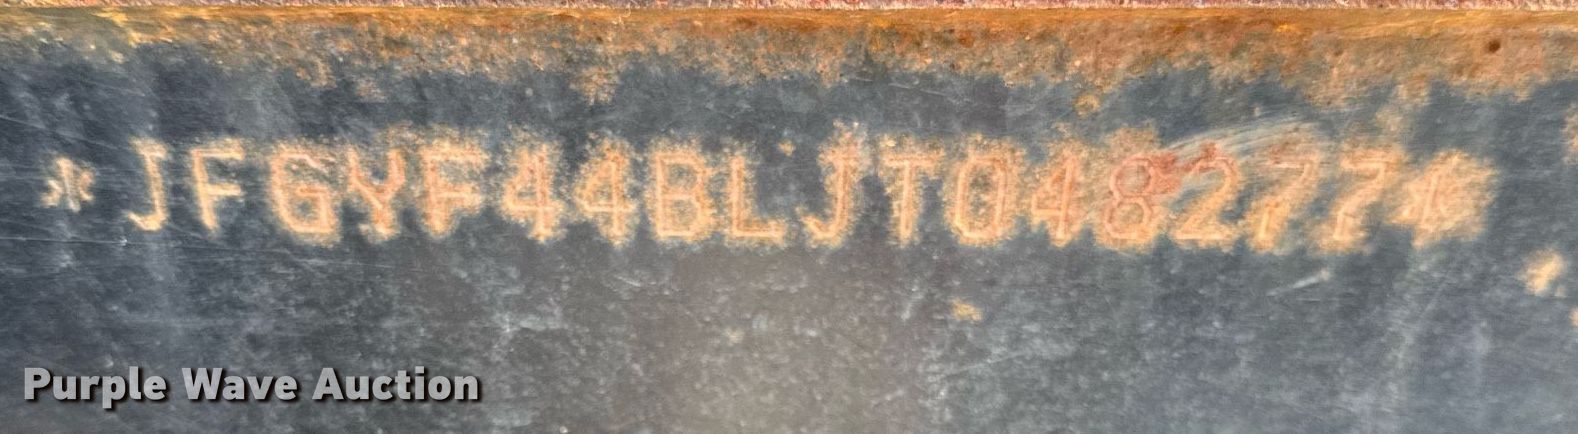 *JFGYF44BLJT048277*
Purple Wave Auction